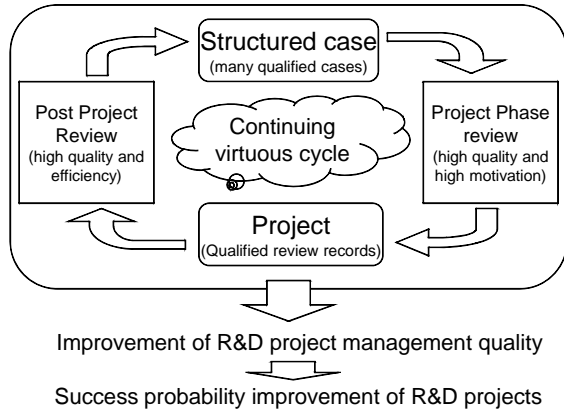 Structured case
(many qualified cases)
Post Project
Review
(high quality and
efficiency)
Continuing
virtuous cycle
Project Phase
review
(high quality and
high motivation)
Project
(Qualified review records)
Improvement of R&D project management quality
Success probability improvement of R&D projects